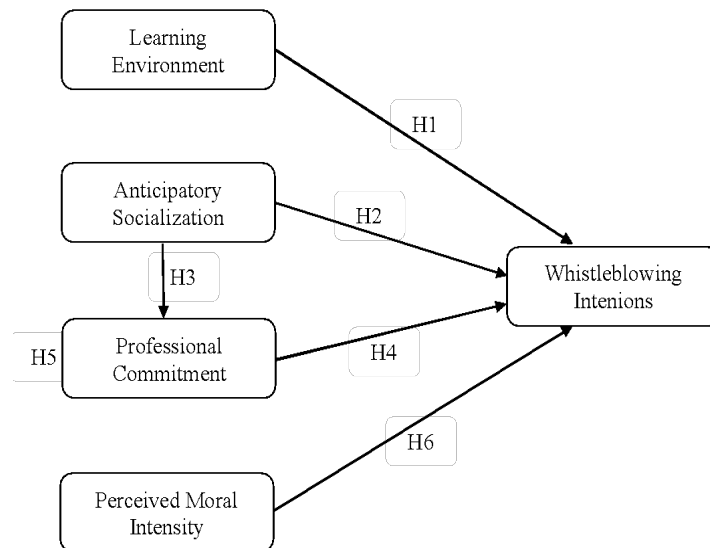 Learning
Environment
H1
Anticipatory
Socialization
H2
H3
Whistleblowing
Intenions
H5
Professional
Commitment
H4
H6
Perceived Moral
Intensity